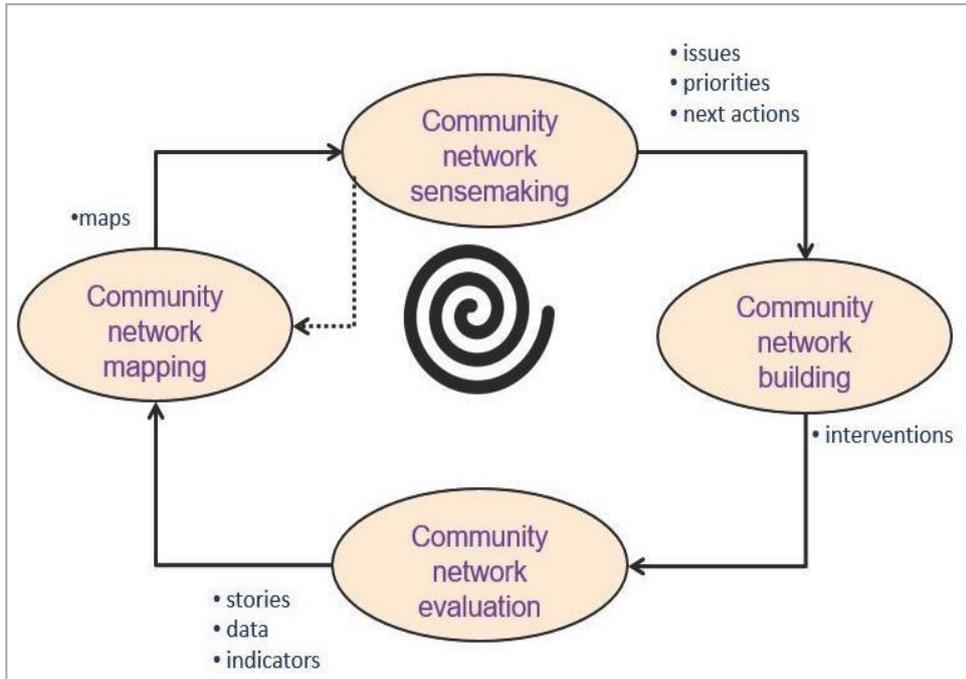 • issues
• priorities
• next actions
Community
network
sensemaking
•maps
Community
network
mapping
Community
network
building
• interventions
Community
network
evaluation
• stories
• data
• indicators